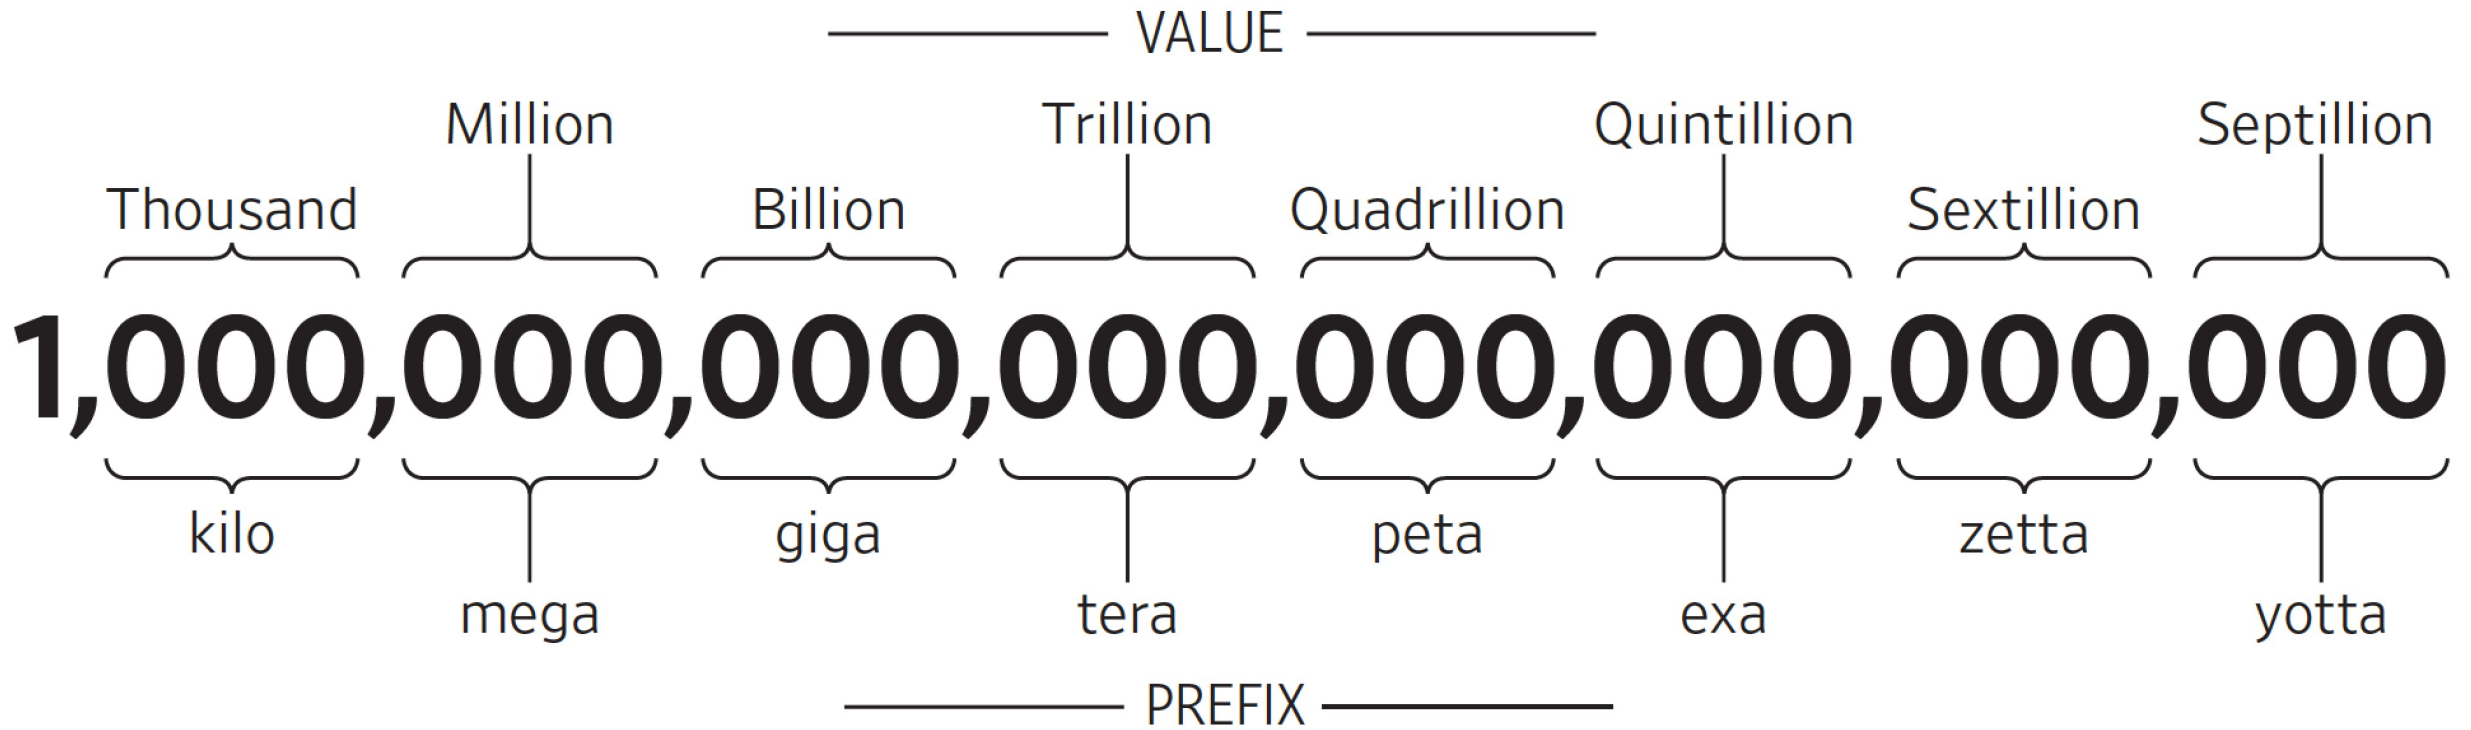 VALUE
Million Trillion Quintillion Septillion
Thousand Billion Quadrillion Sextillion
1,000,000,000,000,000,000,000,000
kilo giga peta zetta
mega tera exa yotta
PREFIX